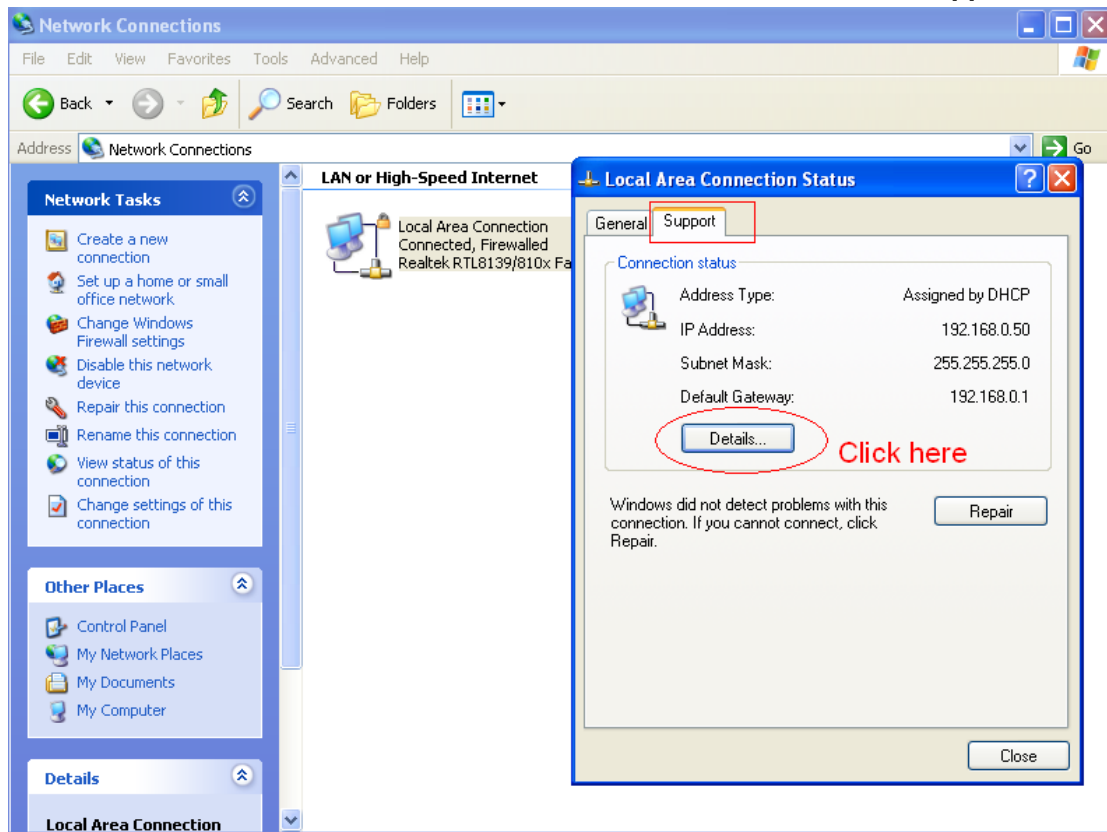 Network Connections
File Edit View Favorites Tools Advanced Help
Back Search Folders
Address Network Connections Go
Network Tasks
Create a new
connection
Set up a home or small
office network
Change Windows
Firewall settings
Disable this network
device
Repair this connection
Rename this connection
View status of this
connection
Change settings of this
connection
Other Places
Control Panel
My Network Places
My Documents
My Computer
Details
Local Area Connection
LAN or High-Speed Internet
Local Area Connection
Connected, Firewalled
Realtek RTL8139/810x Fa
Local Area Connection Status
General Support
Connection status
Address Type: Assigned by DHCP
IP Address: 192.168.0.50
Subnet Mask: 255.255.255.0
Default Gateway: 192.168.0.1
Details...
Click here
Windows did not detect problems with this
connection. If you cannot connect, click
Repair.
Repair
Close